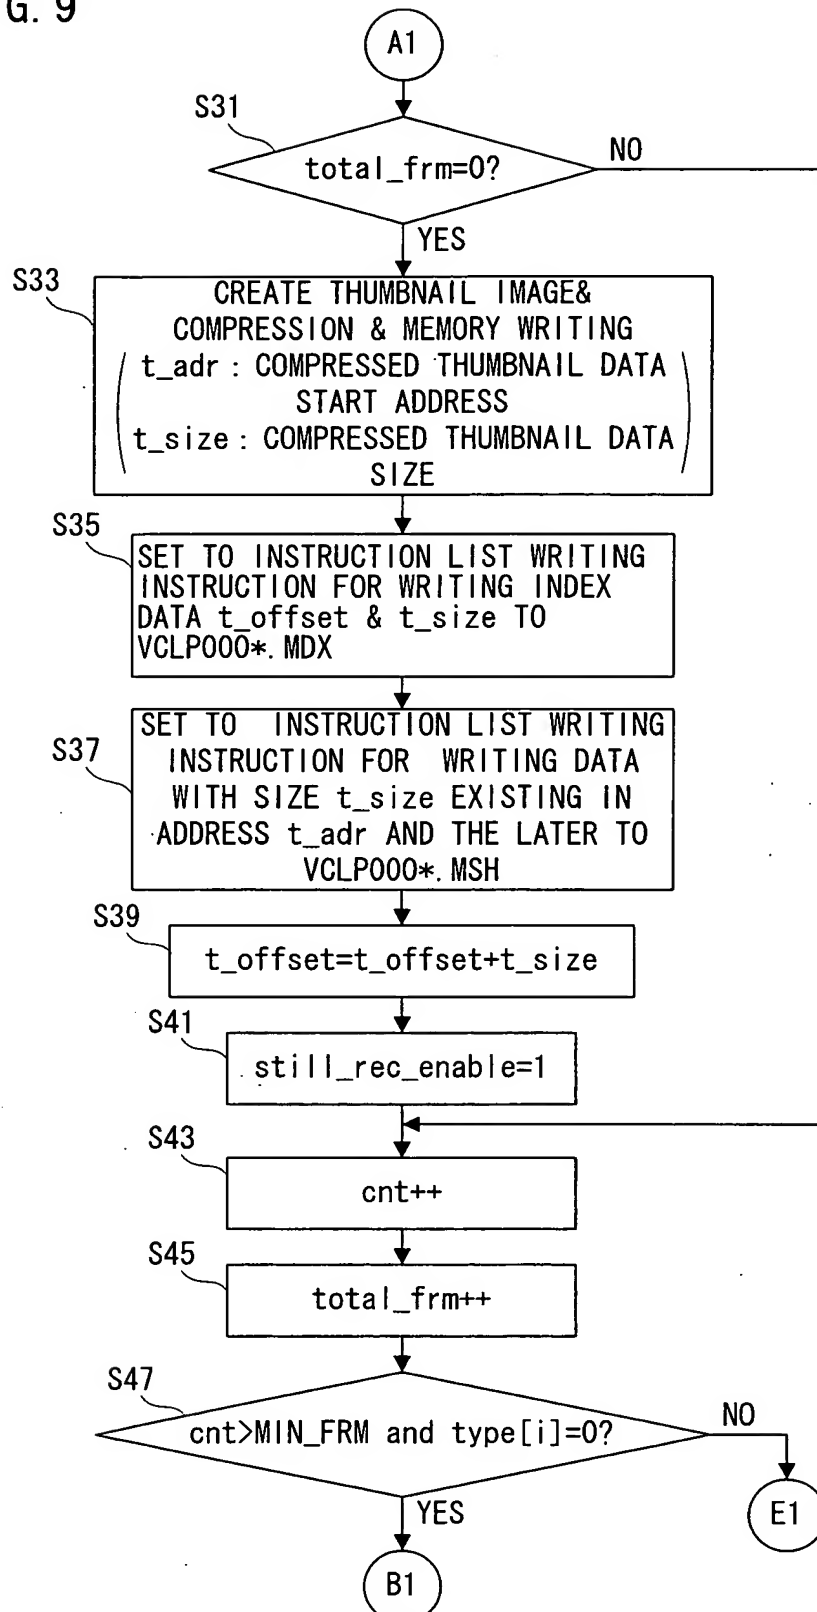 G. 9
A1
S31
total_frm=0?
NO
YES
S33
CREATE THUMBNAIL IMAGE&
COMPRESSION & MEMORY WRITING
t_adr : COMPRESSED THUMBNAIL DATA
START ADDRESS
t_size : COMPRESSED THUMBNAIL DATA
SIZE
S35
SET TO INSTRUCTION LIST WRITING
INSTRUCTION FOR WRITING INDEX
DATA t_offset & t_size TO
VCLP000*. MDX
S37
SET TO INSTRUCTION LIST WRITING
INSTRUCTION FOR WRITING DATA
WITH SIZE t_size EXISTING IN
ADDRESS t_adr AND THE LATER TO
VCLP000*. MSH
S39
t_offset=t_offset+t_size
S41
still_rec_enable=1
S43
cnt++
S45
total_frm++
S47
cnt>MIN_FRM and type[i]=0?
NO
YES
E1
B1